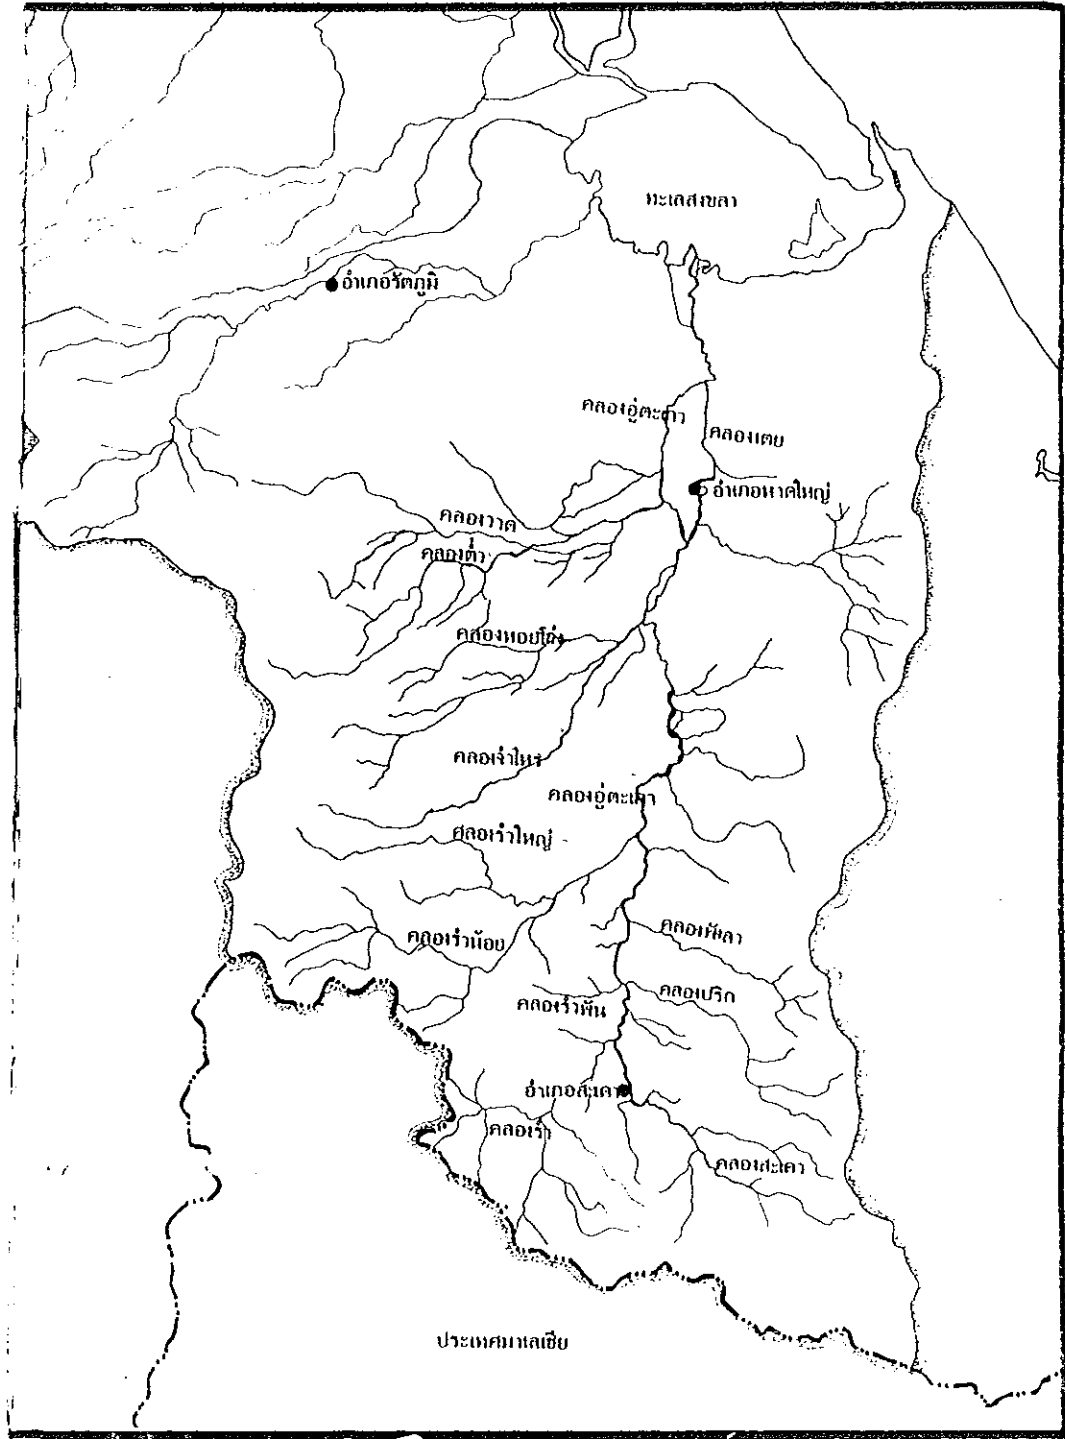 ทะเลสงขลา
อำเภอรัตภูมิ
คลองอู่ตะเภา
คลองเตย
อำเภอหาดใหญ่
คลองวาด
คลองต่ำ
คลองหอยโข่ง
คลองจำไหร
คลองอู่ตะเภา
คลองรำใหญ่
คลองรำน้อย
คลองพังลา
คลองปริก
คลองรำพัน
อำเภอสะเดา
คลองรำ
คลองสะเดา
ประเทศมาเลเซีย